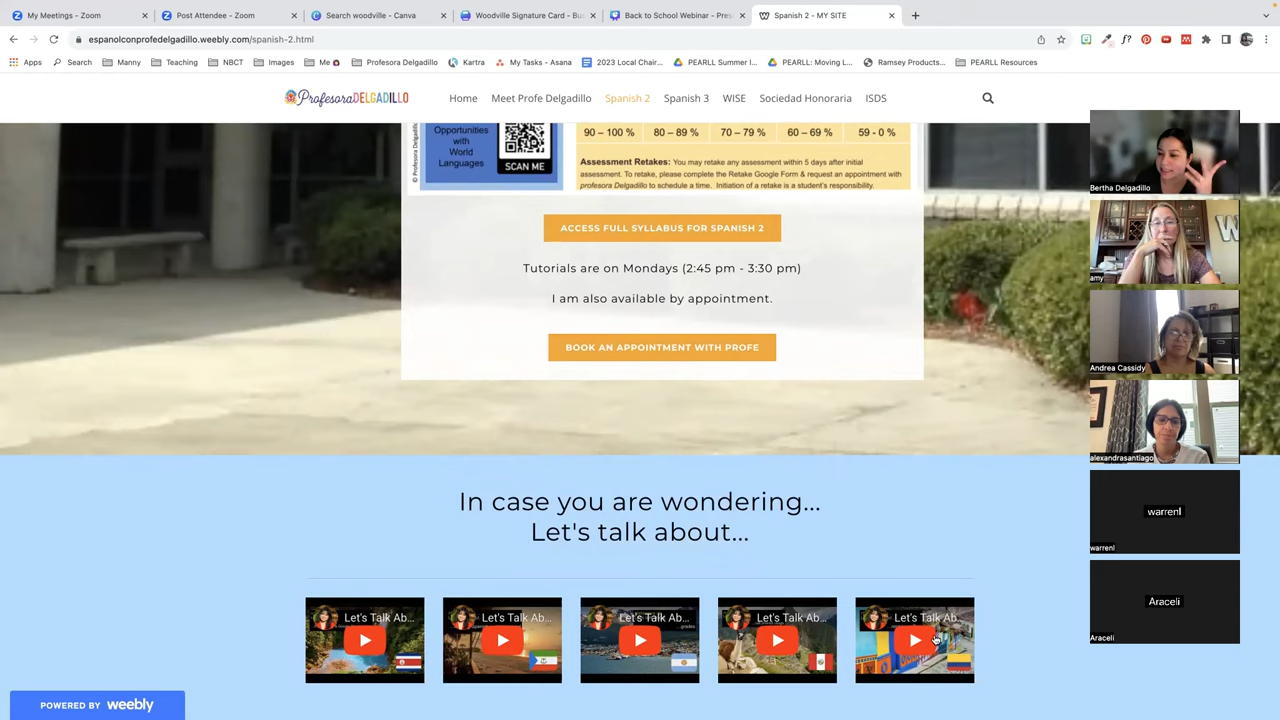 My Meetings - Zoom
Post Attendee - Zoom
Search woodville - Canva
Woodville Signature Card - Bus
Back to School Webinar - Pres
Spanish 2 - MY SITE
espanolconprofedelgadillo.weebly.com/spanish-2.html
Apps
Search
Manny
Teaching
NBCT
Images
Me
Profesora Delgadillo
Kartra
My Tasks - Asana
2023 Local Chair...
PEARLL Summer I...
PEARLL: Moving L...
Ramsey Products...
PEARLL Resources
ProfesoraDELGADILLO
Home
Meet Profe Delgadillo
Spanish 2
Spanish 3
WISE
Sociedad Honoraria
ISDS
© Profesora Delgadillo
Opportunities
with
World
Languages
SCAN ME
90 – 100 %
80 – 89 %
70 – 79 %
60 – 69 %
59 - 0 %
Assessment Retakes: You may retake any assessment within 5 days after initial
assessment. To retake, please complete the Retake Google Form & request an appointment with
profesora Delgadillo to schedule a time. Initiation of a retake is a student's responsibility.
ACCESS FULL SYLLABUS FOR SPANISH 2
Tutorials are on Mondays (2:45 pm - 3:30 pm)
I am also available by appointment.
BOOK AN APPOINTMENT WITH PROFE
In case you are wondering...
Let's talk about...
Let's Talk Ab...
Let's Talk Ab...
Let's Talk Ab...
grades
Let's Talk Ab...
Let's Talk Ab...
POWERED BY weebly
Bertha Delgadillo
amy
Andrea Cassidy
alexandrasantiago
warrenl
warrenl
Araceli
Araceli